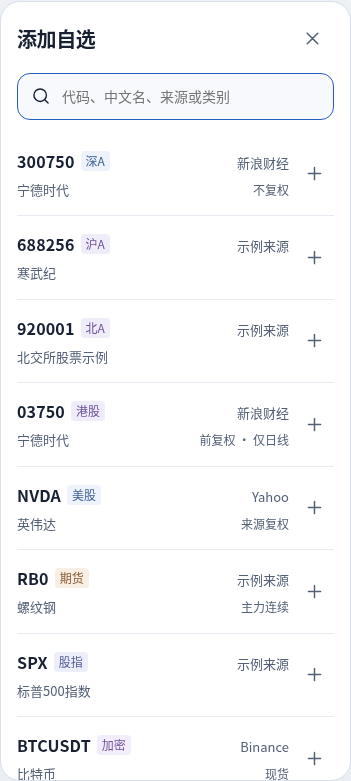 添加自选
代码、中文名、来源或类别
300750 深A 新浪财经
宁德时代 不复权
688256 沪A 示例来源
寒武纪
920001 北A 示例来源
北交所股票示例
03750 港股 新浪财经
宁德时代 前复权 · 仅日线
NVDA 美股 Yahoo
英伟达 来源复权
RB0 期货 示例来源
螺纹钢 主力连续
SPX 股指 示例来源
标普500指数
BTCUSDT 加密 Binance
比特币 现货